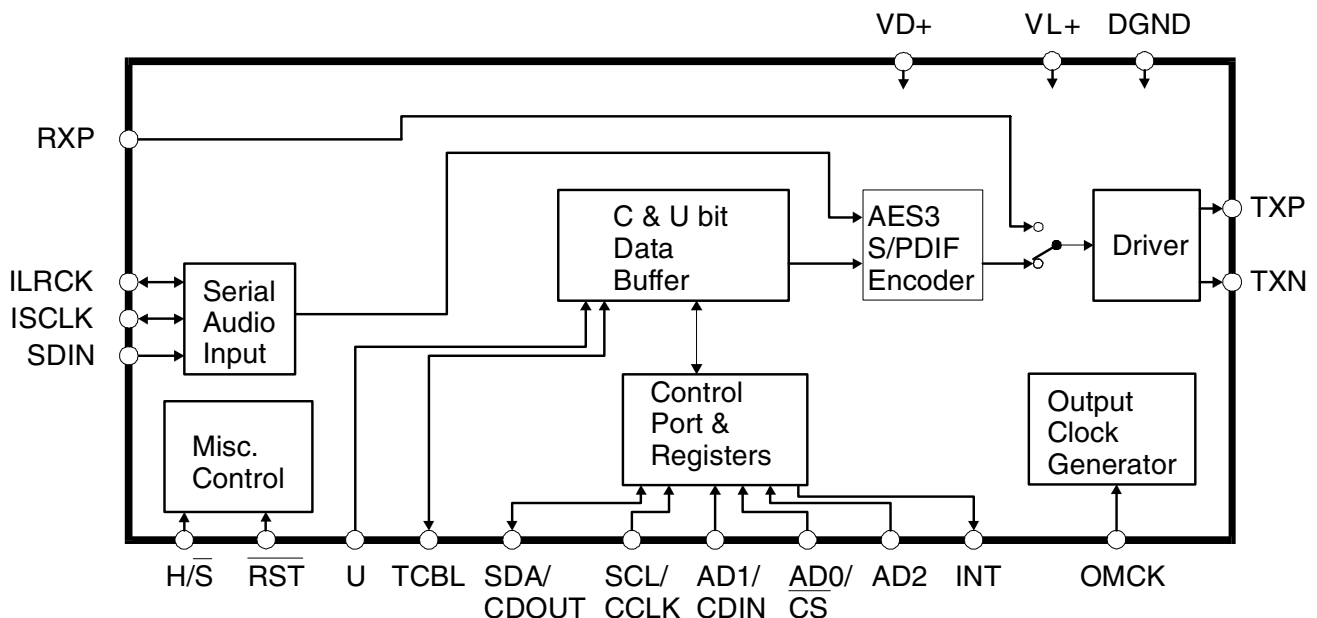 VD+ VL+ DGND
RXP
C & U bit
Data
Buffer
AES3
S/PDIF
Encoder
Driver
TXP
TXN
ILRCK
ISCLK
SDIN
Serial
Audio
Input
Misc.
Control
Control
Port &
Registers
Output
Clock
Generator
H/S̅
R̅S̅T̅
U
TCBL
SDA/
CDOUT
SCL/
CCLK
AD1/
CDIN
AD0/
C̅S̅
AD2
INT
OMCK